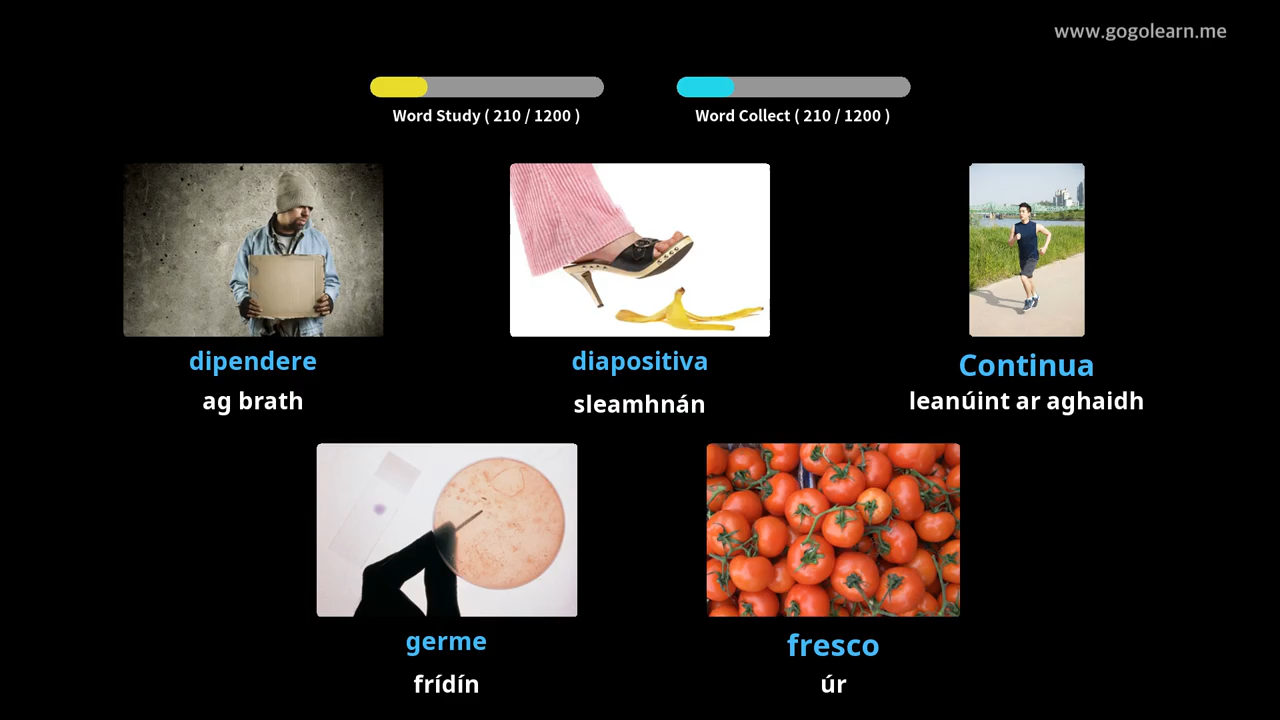 www.gogolearn.me
Word Study ( 210 / 1200 )
Word Collect ( 210 / 1200 )
dipendere
ag brath
diapositiva
sleamhnán
Continua
leanúint ar aghaidh
germe
frídín
fresco
úr